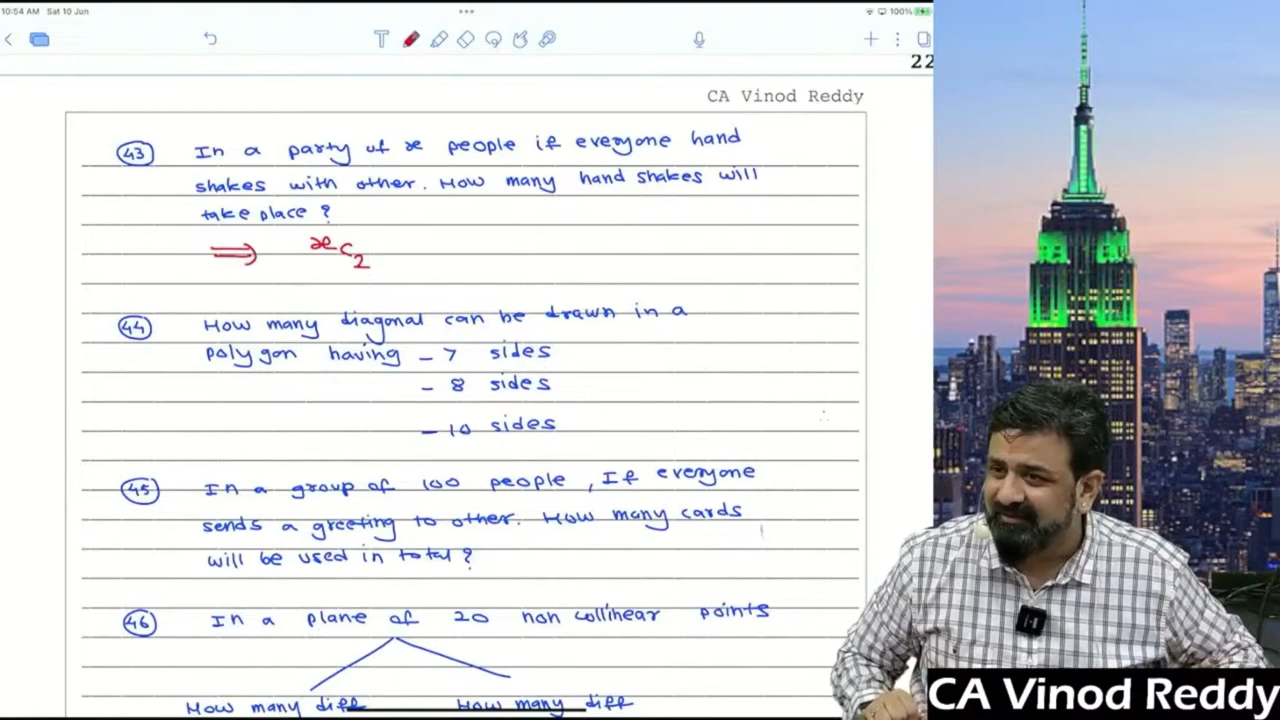 10:54 AM Sat 10 Jun
100%
T
22
CA Vinod Reddy
43 In a party of x people if everyone hand
shakes with other. How many hand shakes will
take place ?
⇒ xC2
44 How many diagonal can be drawn in a
polygon having - 7 sides
- 8 sides
- 10 sides
45 In a group of 100 people, If everyone
sends a greeting to other. How many cards
will be used in total ?
46 In a plane of 20 non collinear points
How many diff How many diff
CA Vinod Reddy